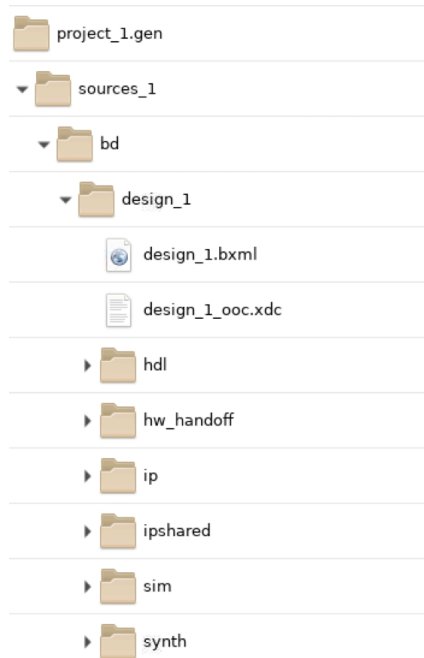 project_1.gen
sources_1
bd
design_1
design_1.bxml
design_1_ooc.xdc
hdl
hw_handoff
ip
ipshared
sim
synth